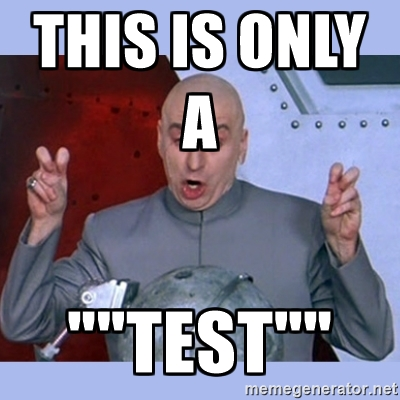 THIS IS ONLY
A
""''TEST""''
memegenerator.net